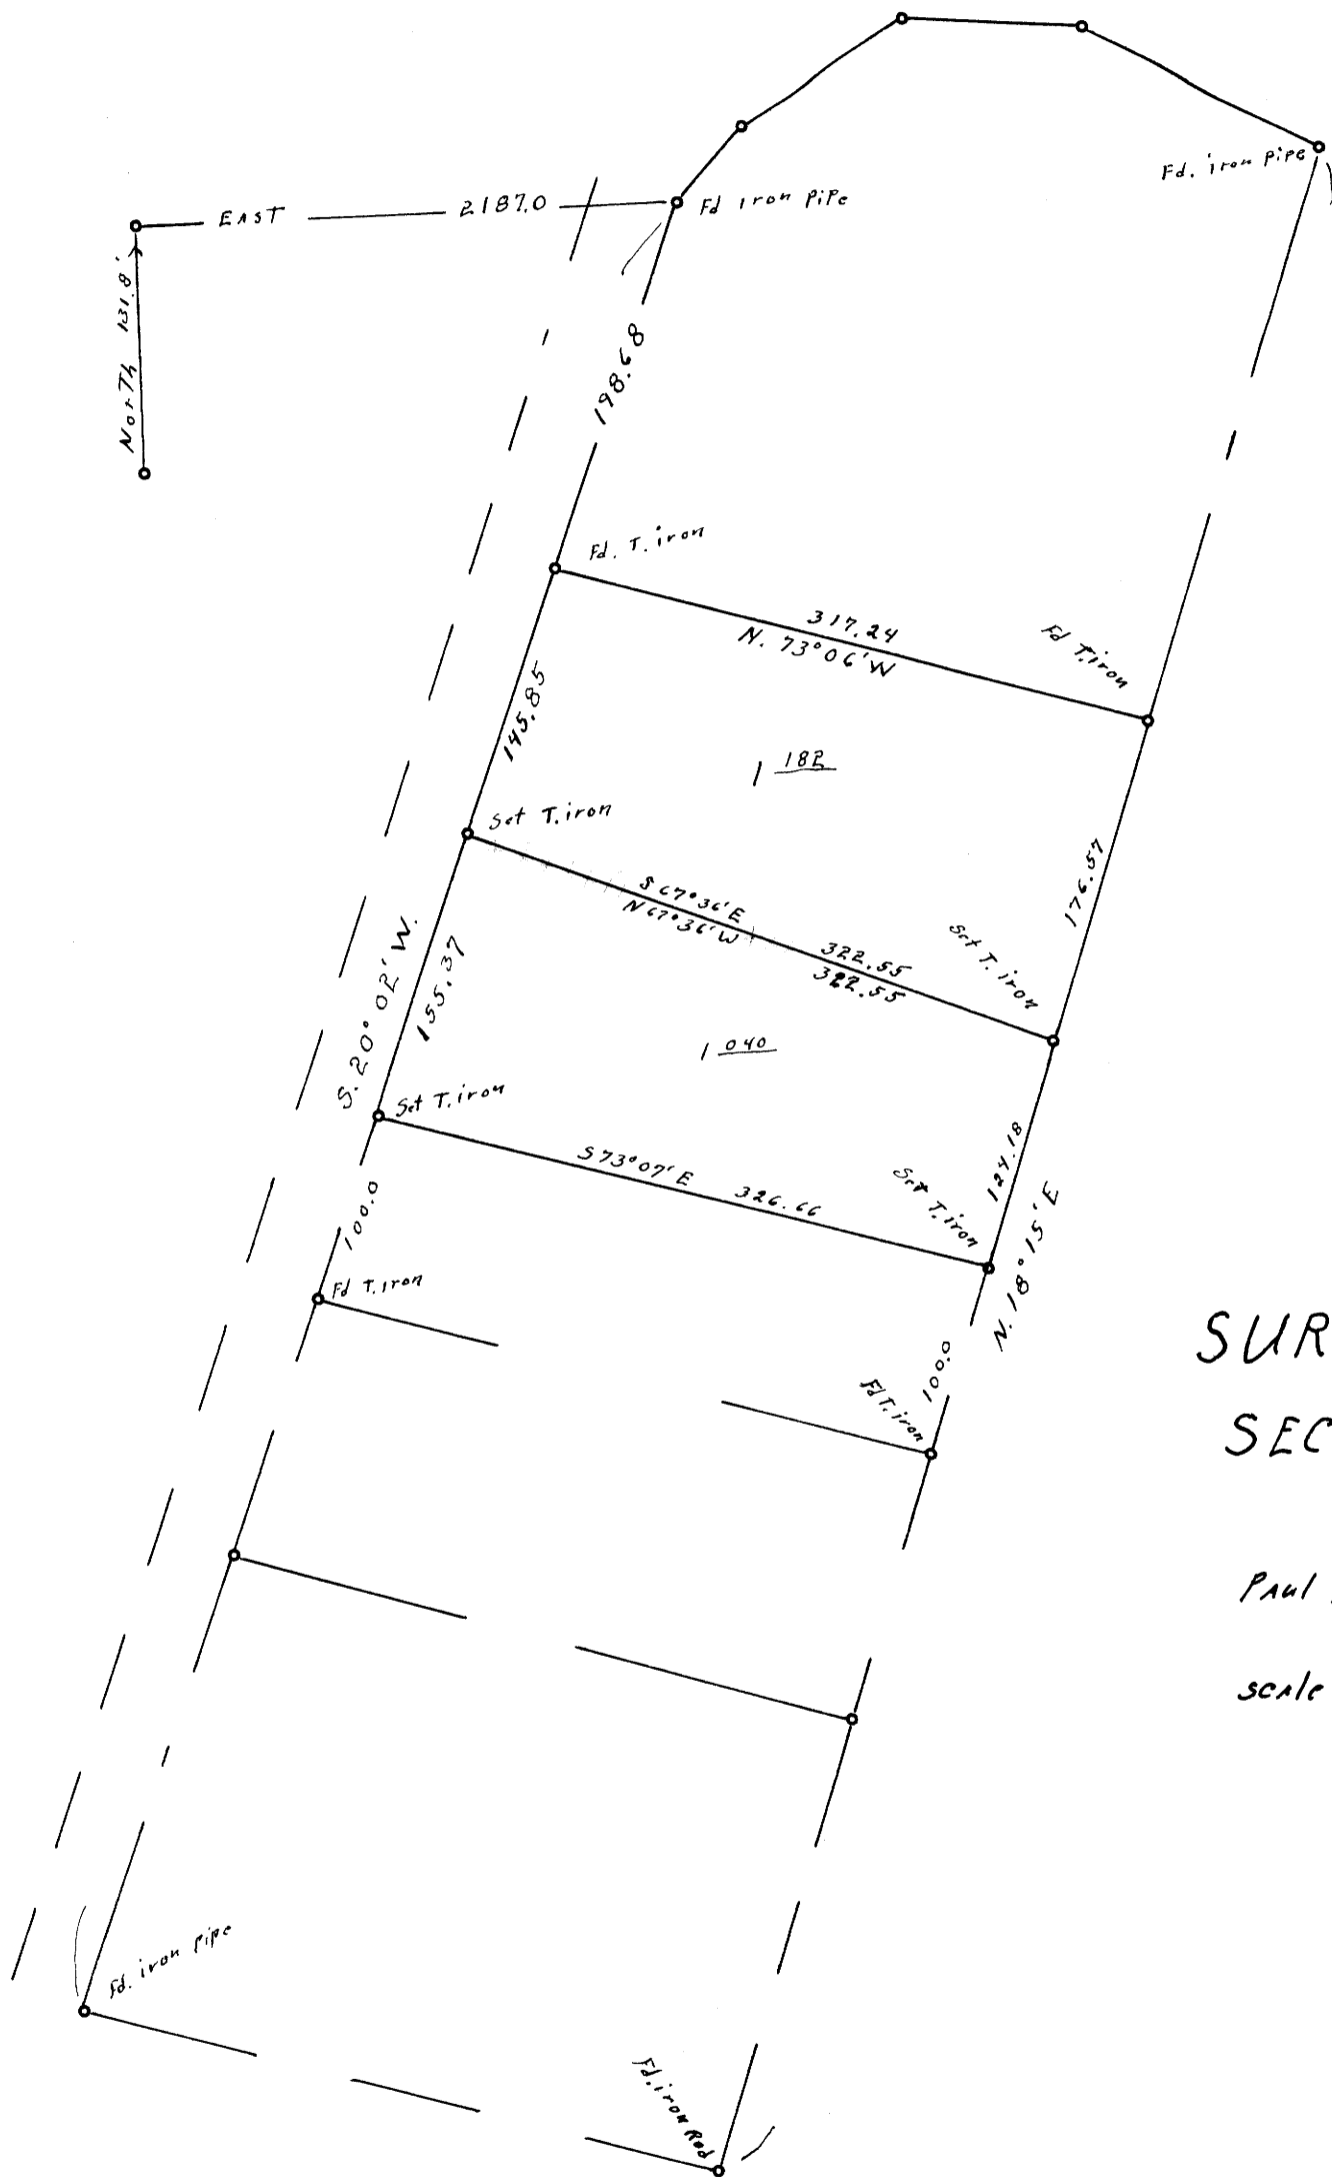 Fd. iron pipe
EAST 2187.0
Fd iron pipe
North 131.8'
198.68
Fd. T. iron
317.24
N. 73°06'W
Fd T. iron
145.85
1 182
Set T. iron
176.57
S 67°36'E
N 67°36'W
322.55
322.55
Set T. iron
S. 20° 02' W.
155.37
1 040
Set T. iron
124.18
S 73°07' E 326.66
Set T. iron
N. 18° 15' E
100.0
Fd T. iron
SUR
100.0
Fd T. iron
SEC
Paul
scale
Fd. iron pipe
Fd. iron Rod